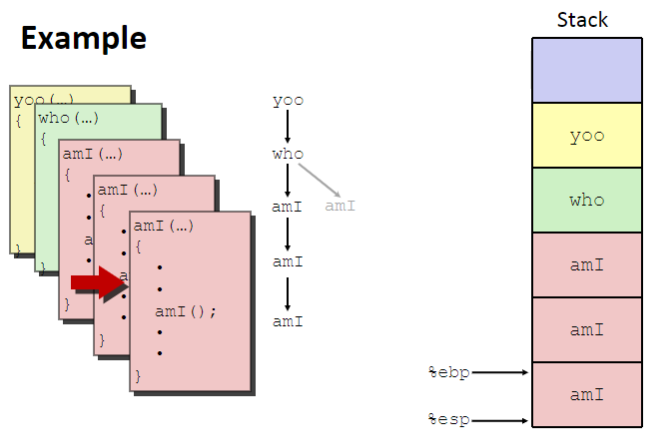 Example
yoo(…)
{
}
who(…)
{
}
amI(…)
{
•
a
•
}
amI(…)
{
•
•
a
•
•
}
amI(…)
{
•
•
amI();
•
•
}
yoo
who
amI amI
amI
amI
Stack
yoo
who
amI
amI
%ebp
amI
%esp